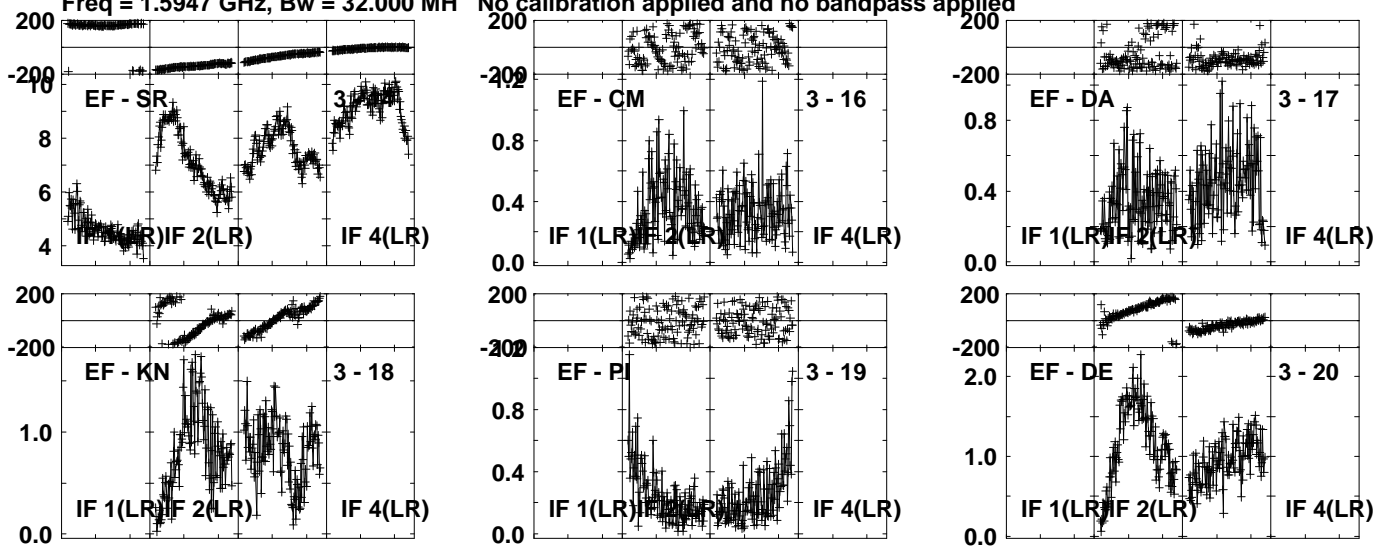 Freq = 1.5947 GHz, Bw = 32.000 MH No calibration applied and no bandpass applied
200
-200
10
8
6
4
EF - SR
IF 2(LR)
IF 4(LR)
-200
1.2
0.8
0.4
0.0
EF - CM
3 - 16
IF 1(LR)
IF 2(LR)
IF 4(LR)
200
-200
0.8
0.4
0.0
EF - DA
3 - 17
IF 1(LR)
IF 2(LR)
IF 4(LR)
200
-200
1.0
0.0
EF - KN
3 - 18
IF 1(LR)
IF 2(LR)
IF 4(LR)
200
-200
1.2
0.8
0.4
0.0
EF - PI
3 - 19
IF 1(LR)
IF 4(LR)
200
-200
2.0
1.0
0.0
EF - DE
3 - 20
IF 1(LR)
IF 2(LR)
IF 4(LR)